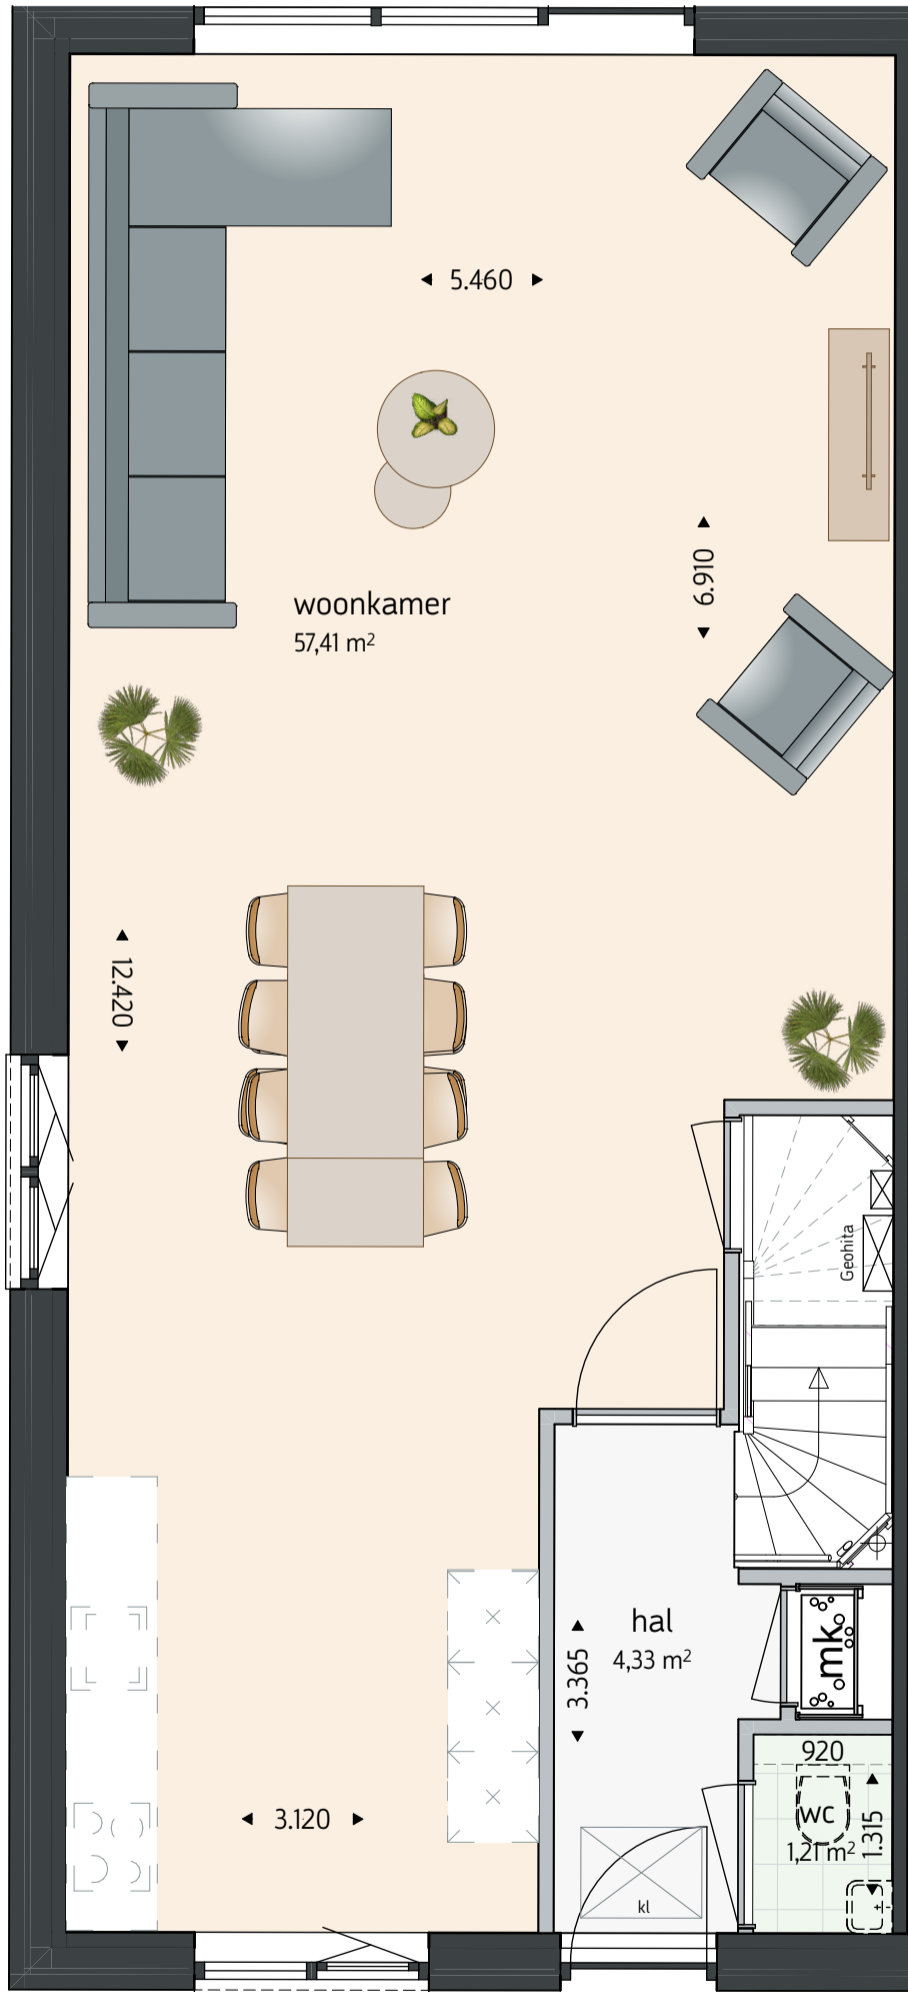 5.460
6.910
woonkamer
57,41 m²
12.420
Geohita
hal
4,33 m²
3.365
mk
920
WC
1,21 m²
1.315
3.120
kl